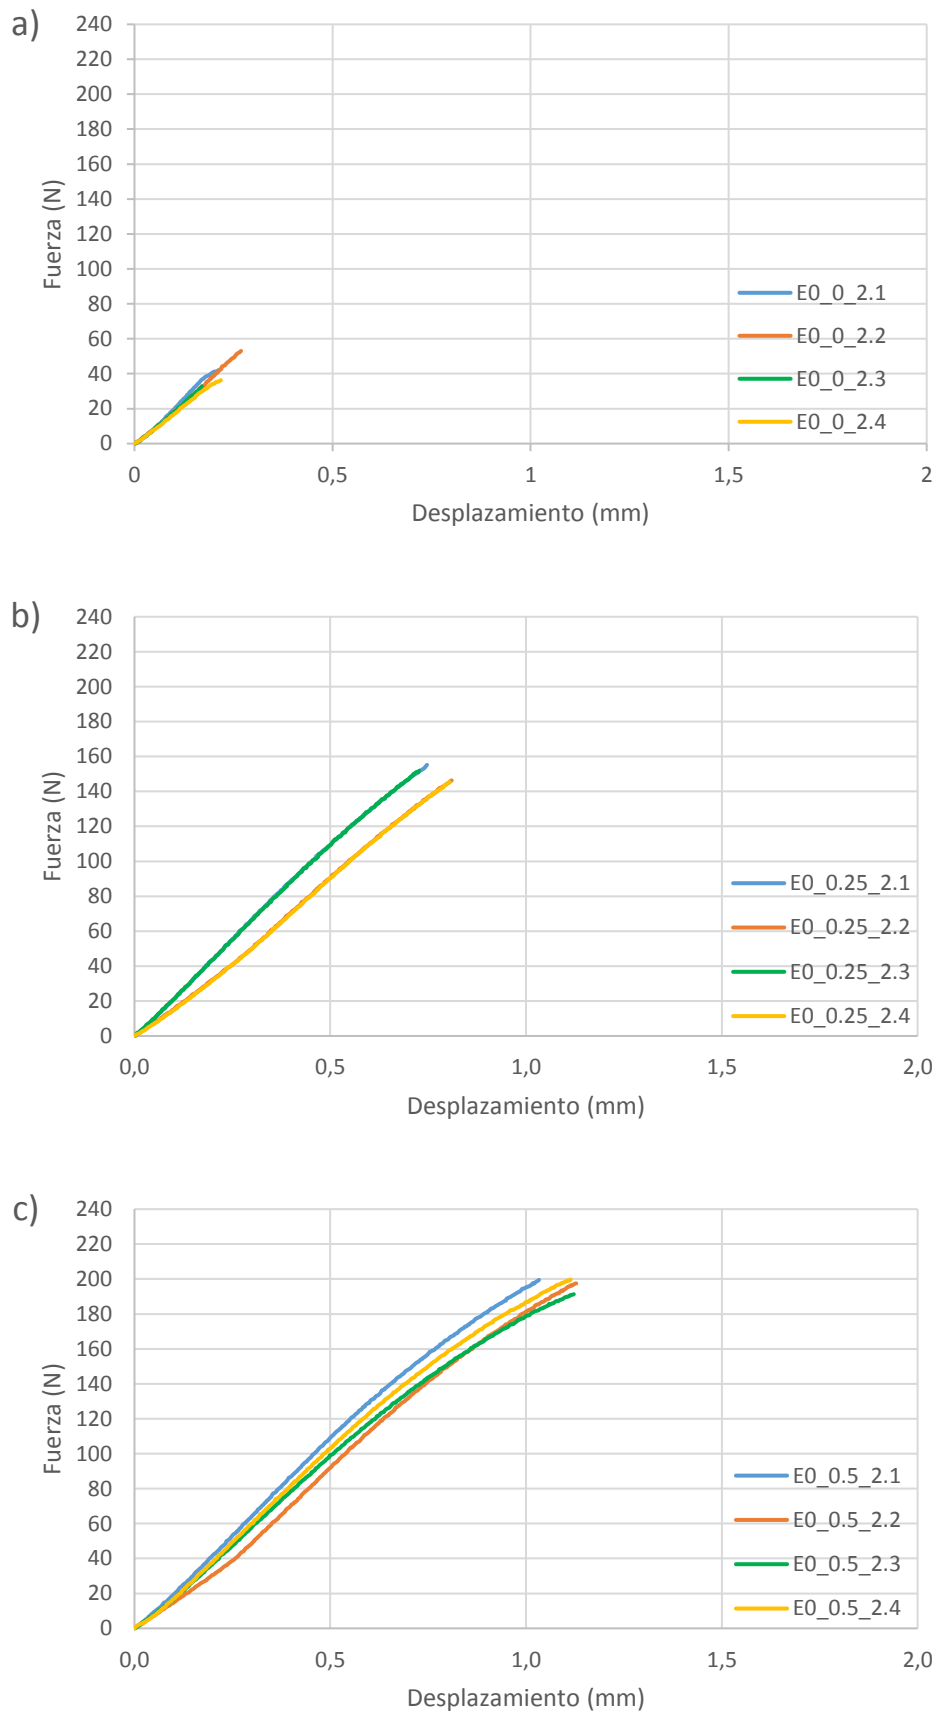 a)
240
220
200
180
160
140
120
100
80
60
40
20
0
Fuerza (N)
E0_0_2.1
E0_0_2.2
E0_0_2.3
E0_0_2.4
0 0,5 1 1,5 2
Desplazamiento (mm)
b)
240
220
200
180
160
140
120
100
80
60
40
20
0
Fuerza (N)
E0_0.25_2.1
E0_0.25_2.2
E0_0.25_2.3
E0_0.25_2.4
0,0 0,5 1,0 1,5 2,0
Desplazamiento (mm)
c)
240
220
200
180
160
140
120
100
80
60
40
20
0
Fuerza (N)
E0_0.5_2.1
E0_0.5_2.2
E0_0.5_2.3
E0_0.5_2.4
0,0 0,5 1,0 1,5 2,0
Desplazamiento (mm)